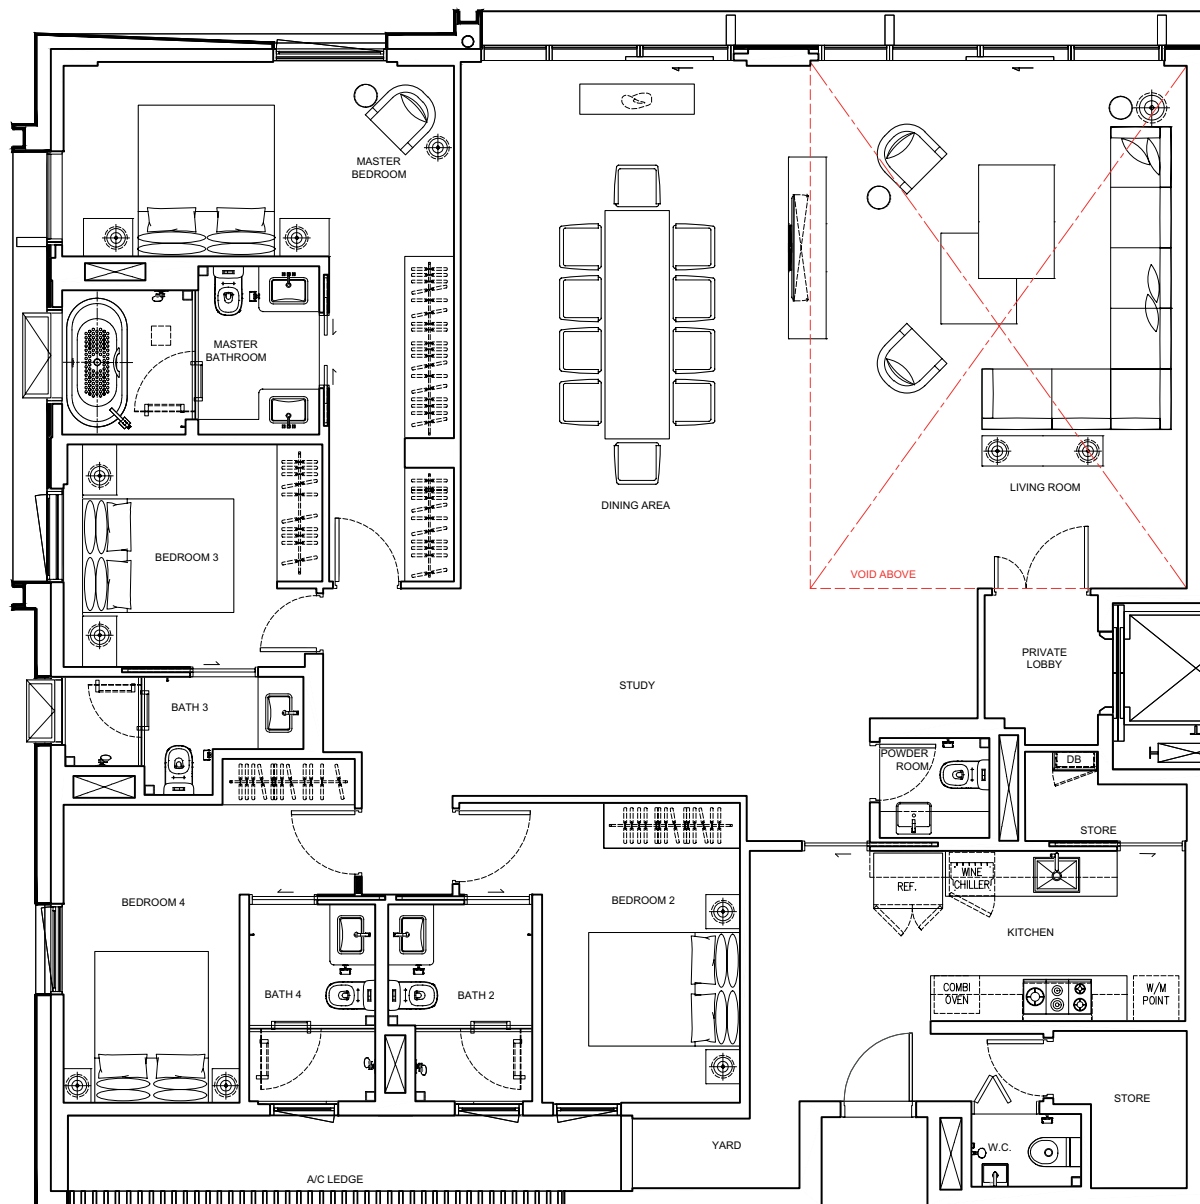 MASTER
BEDROOM
MASTER
BATHROOM
DINING AREA
LIVING ROOM
BEDROOM 3
VOID ABOVE
PRIVATE
LOBBY
STUDY
BATH 3
POWDER
ROOM
DB
STORE
WINE
CHILLER
REF.
BEDROOM 4
BEDROOM 2
KITCHEN
BATH 4
BATH 2
COMBI
OVEN
W/M
POINT
STORE
YARD
W.C.
A/C LEDGE